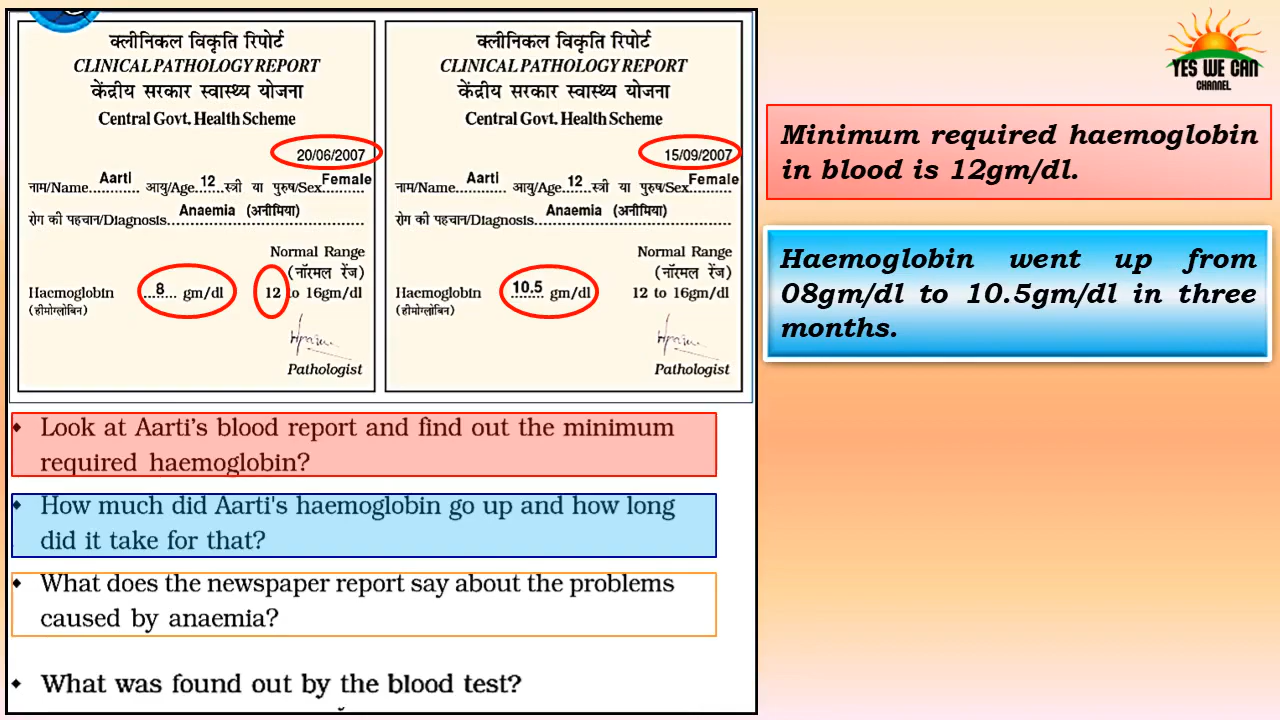 क्लीनिकल विकृति रिपोर्ट
CLINICAL PATHOLOGY REPORT
केंद्रीय सरकार स्वास्थ्य योजना
Central Govt. Health Scheme
20/06/2007
नाम/Name..........Aarti.......... आयु/Age..12...स्त्री या पुरुष/Sex Female
रोग की पहचान/Diagnosis...Anaemia (अनीमिया)
Normal Range
(नॉरमल रेंज)
Haemoglobin ...8.... gm/dl 12 to 16gm/dl
(हीमोग्लोबिन)
Pathologist
क्लीनिकल विकृति रिपोर्ट
CLINICAL PATHOLOGY REPORT
केंद्रीय सरकार स्वास्थ्य योजना
Central Govt. Health Scheme
15/09/2007
नाम/Name..........Aarti.......... आयु/Age..12...स्त्री या पुरुष/Sex Female
रोग की पहचान/Diagnosis...Anaemia (अनीमिया)
Normal Range
(नॉरमल रेंज)
Haemoglobin 10.5 gm/dl 12 to 16gm/dl
(हीमोग्लोबिन)
Pathologist
♦ Look at Aarti's blood report and find out the minimum
required haemoglobin?
♦ How much did Aarti's haemoglobin go up and how long
did it take for that?
♦ What does the newspaper report say about the problems
caused by anaemia?
♦ What was found out by the blood test?
YES WE CAN
CHANNEL
Minimum required haemoglobin
in blood is 12gm/dl.
Haemoglobin went up from
08gm/dl to 10.5gm/dl in three
months.